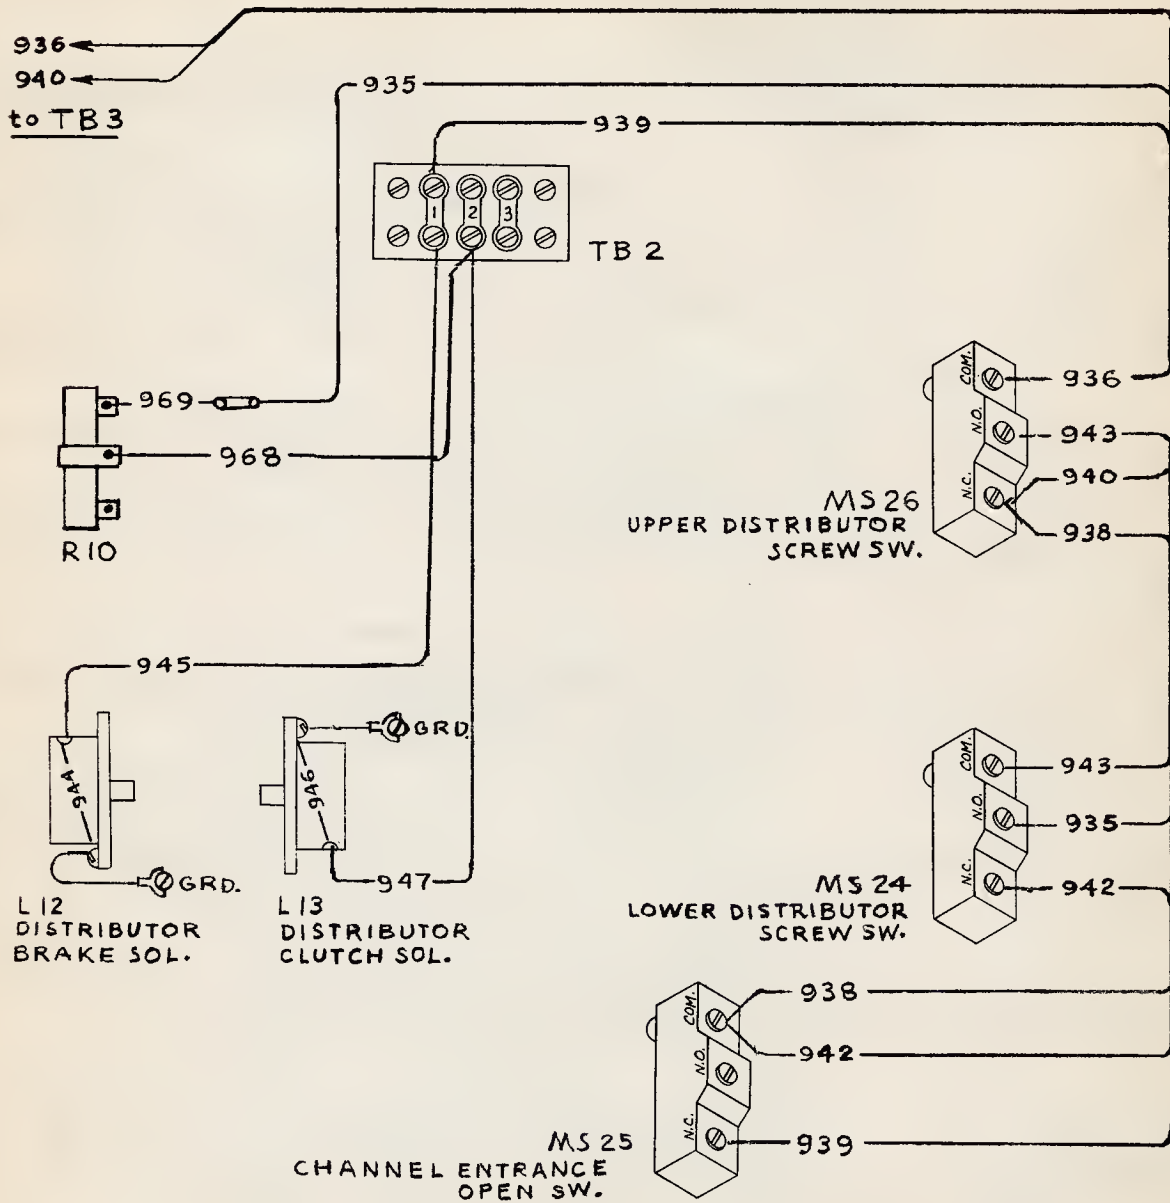 936
940
to TB3
935
939
1 2 3
TB 2
969
968
R10
COM.
936
N.O.
943
940
N.C.
938
MS 26
UPPER DISTRIBUTOR
SCREW SW.
945
944
GRD.
L 12
DISTRIBUTOR
BRAKE SOL.
GRD.
946
947
L 13
DISTRIBUTOR
CLUTCH SOL.
COM.
943
N.O.
935
N.C.
942
MS 24
LOWER DISTRIBUTOR
SCREW SW.
COM.
938
942
N.O.
N.C.
939
MS 25
CHANNEL ENTRANCE
OPEN SW.